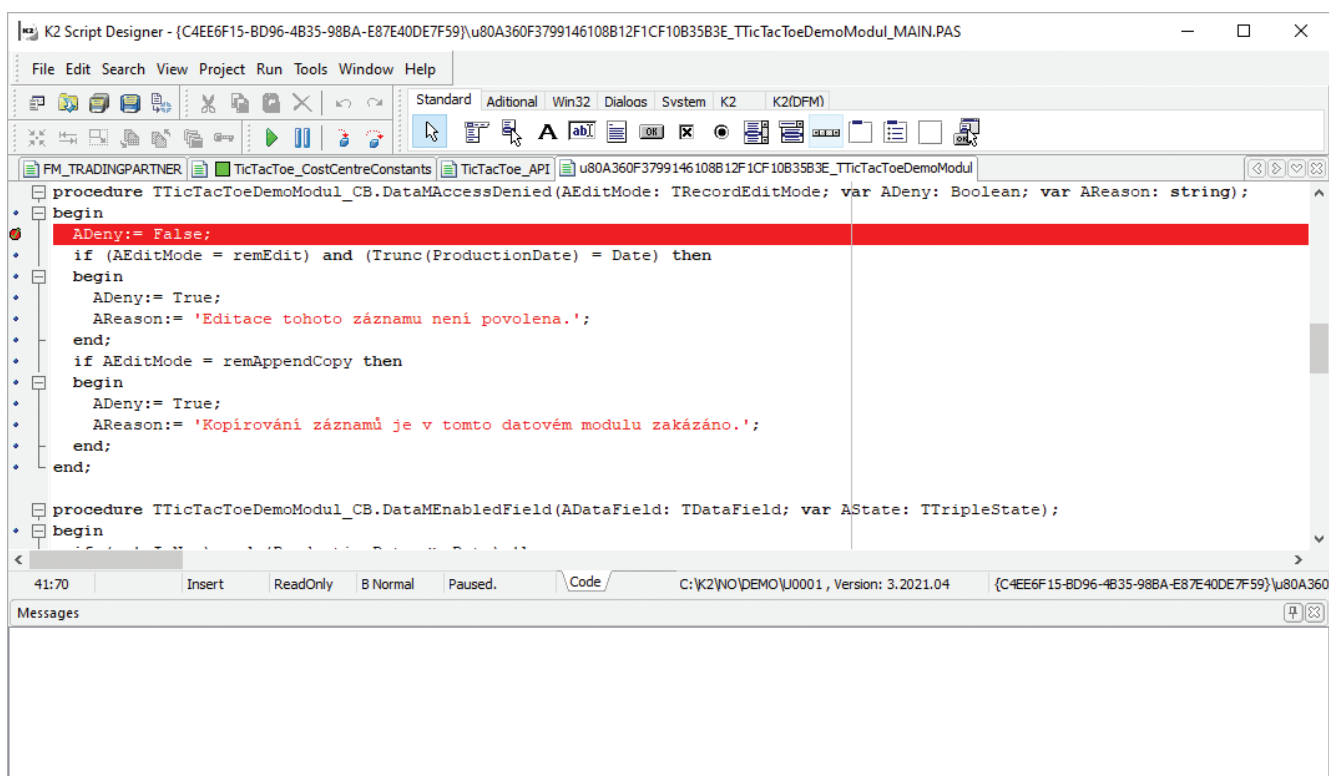 K2 Script Designer - {C4EE6F15-BD96-4B35-98BA-E87E40DE7F59}\u80A360F3799146108B12F1CF10B35B3E_TTicTacToeDemoModul_MAIN.PAS
File Edit Search View Project Run Tools Window Help
Standard Aditional Win32 Dialogs System K2 K2(DFM)
FM_TRADINGPARTNER TicTacToe_CostCentreConstants TicTacToe_API u80A360F3799146108B12F1CF10B35B3E_TTicTacToeDemoModul
procedure TTicTacToeDemoModul_CB.DataMAccessDenied(AEditMode: TRecordEditMode; var ADeny: Boolean; var AReason: string);
begin
ADeny:= False;
if (AEditMode = remEdit) and (Trunc(ProductionDate) = Date) then
begin
ADeny:= True;
AReason:= 'Editace tohoto záznamu není povolena.';
end;
if AEditMode = remAppendCopy then
begin
ADeny:= True;
AReason:= 'Kopírování záznamů je v tomto datovém modulu zakázáno.';
end;
end;
procedure TTicTacToeDemoModul_CB.DataMEnabledField(ADataField: TDataField; var AState: TTripleState);
begin
41:70 Insert ReadOnly B Normal Paused. Code C:\K2\NO\DEMO\U0001 , Version: 3.2021.04 {C4EE6F15-BD96-4B35-98BA-E87E40DE7F59}\u80A360
Messages